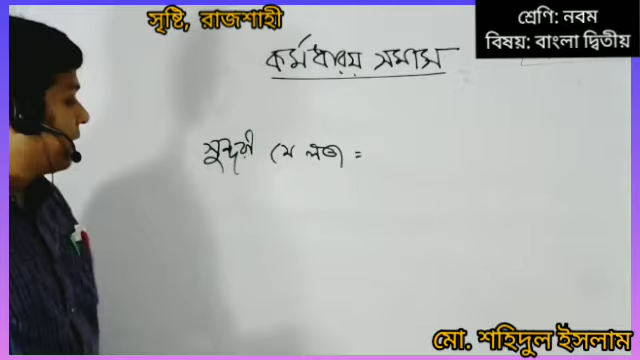 সৃষ্টি, রাজশাহী
শ্রেণি: নবম
বিষয়: বাংলা দ্বিতীয়
কর্মধারয় সমাস
সুন্দরী যে লতা =
মো. শহিদুল ইসলাম